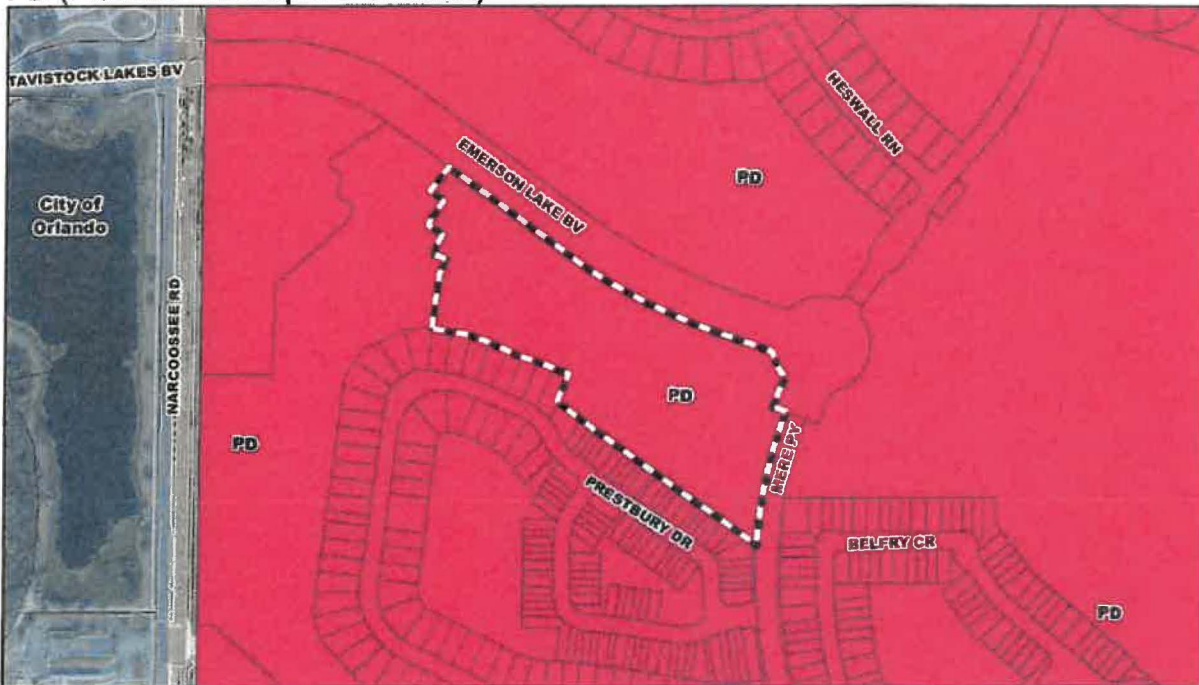 TAVISTOCK LAKES BV
HESWALL RN
EMERSON LAKE BV
PD
City of
Orlando
NARCOOSSEE RD
PD
PD
MERE PY
PRESTBURY DR
BELFRY CR
PD